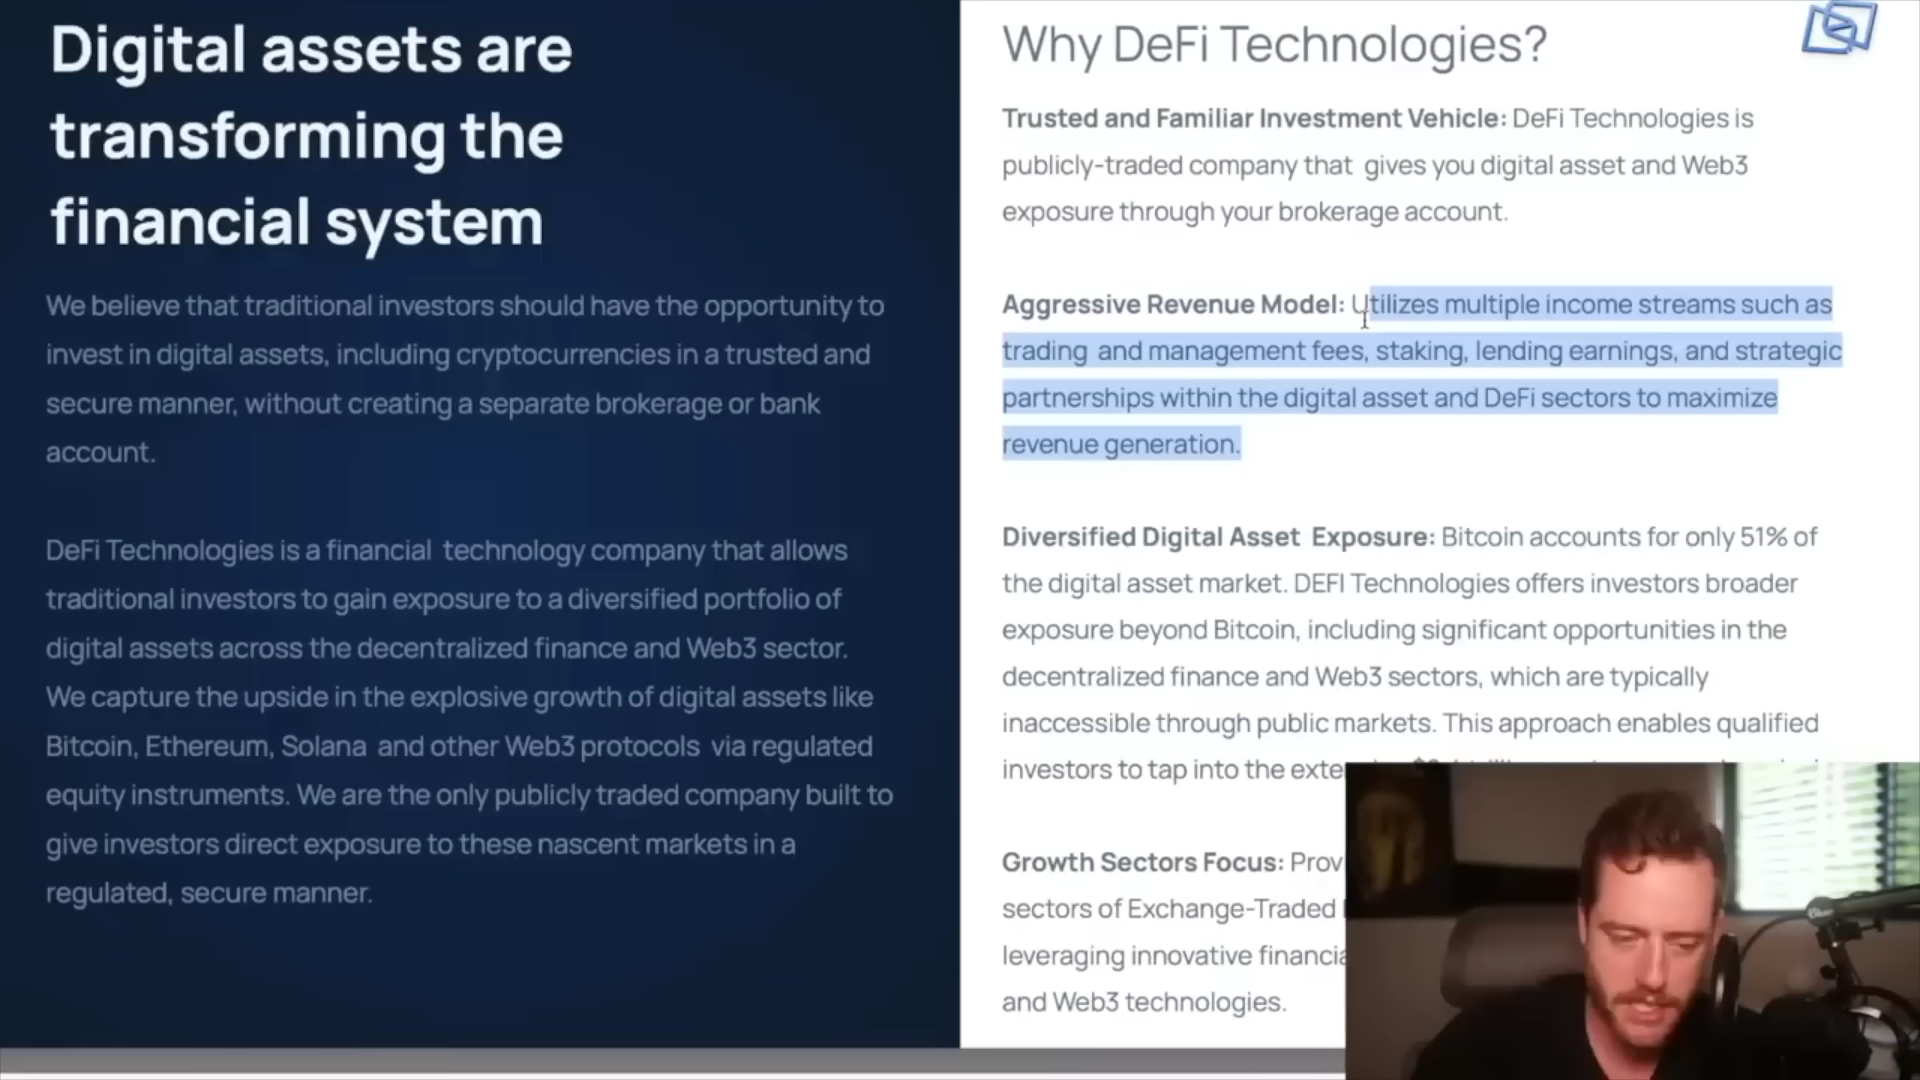 Digital assets are
transforming the
financial system
We believe that traditional investors should have the opportunity to
invest in digital assets, including cryptocurrencies in a trusted and
secure manner, without creating a separate brokerage or bank
account.
DeFi Technologies is a financial technology company that allows
traditional investors to gain exposure to a diversified portfolio of
digital assets across the decentralized finance and Web3 sector.
We capture the upside in the explosive growth of digital assets like
Bitcoin, Ethereum, Solana and other Web3 protocols via regulated
equity instruments. We are the only publicly traded company built to
give investors direct exposure to these nascent markets in a
regulated, secure manner.
Why DeFi Technologies?
Trusted and Familiar Investment Vehicle: DeFi Technologies is
publicly-traded company that gives you digital asset and Web3
exposure through your brokerage account.
Aggressive Revenue Model: Utilizes multiple income streams such as
trading and management fees, staking, lending earnings, and strategic
partnerships within the digital asset and DeFi sectors to maximize
revenue generation.
Diversified Digital Asset Exposure: Bitcoin accounts for only 51% of
the digital asset market. DEFI Technologies offers investors broader
exposure beyond Bitcoin, including significant opportunities in the
decentralized finance and Web3 sectors, which are typically
inaccessible through public markets. This approach enables qualified
investors to tap into the
Growth Sectors Focus:
sectors of Exchange-Traded
leveraging innovative
and Web3 technologies.
Blue